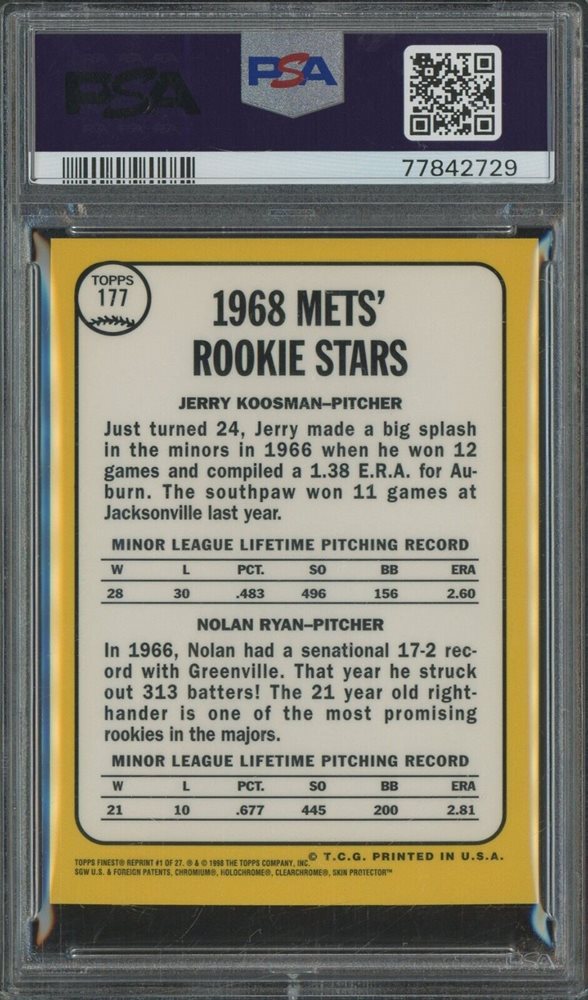 PSA
PSA
77842729
TOPPS
177
1968 METS'
ROOKIE STARS
JERRY KOOSMAN–PITCHER
Just turned 24, Jerry made a big splash
in the minors in 1966 when he won 12
games and compiled a 1.38 E.R.A. for Au-
burn. The southpaw won 11 games at
Jacksonville last year.
MINOR LEAGUE LIFETIME PITCHING RECORD
W L PCT. SO BB ERA
28 30 .483 496 156 2.60
NOLAN RYAN–PITCHER
In 1966, Nolan had a senational 17-2 rec-
ord with Greenville. That year he struck
out 313 batters! The 21 year old right-
hander is one of the most promising
rookies in the majors.
MINOR LEAGUE LIFETIME PITCHING RECORD
W L PCT. SO BB ERA
21 10 .677 445 200 2.81
© T.C.G. PRINTED IN U.S.A.
TOPPS FINEST® REPRINT #1 OF 27. ® & © 1998 THE TOPPS COMPANY, INC.
SGW U.S. & FOREIGN PATENTS, CHROMIUM®, HOLOCHROME®, CLEARCHROME®, SKIN PROTECTOR™
PSA